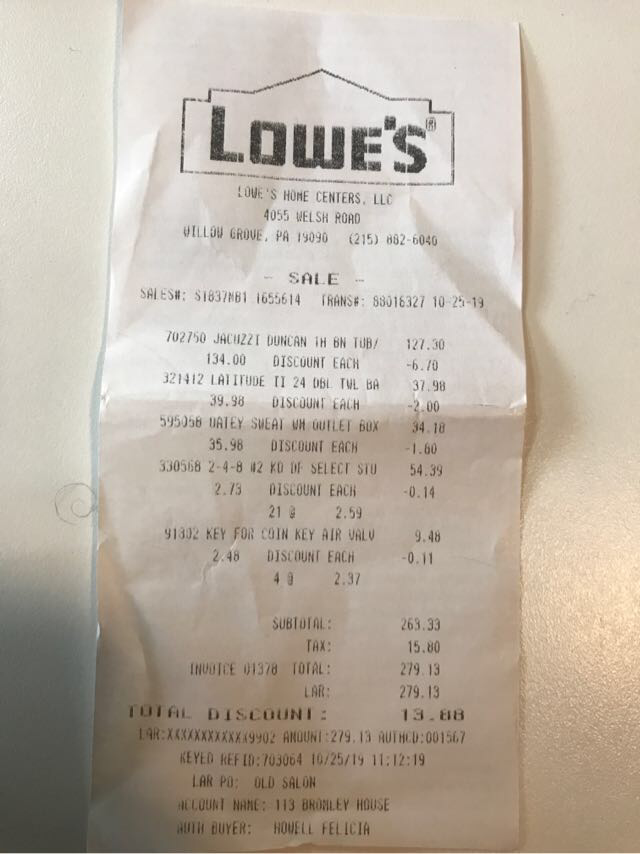 LOWE'S®
LOWE'S HOME CENTERS, LLC
4055 WELSH ROAD
WILLOW GROVE, PA 19090 (215) 882-6040
- SALE -
SALES#: S1837MB1 1655614 TRANS#: 88016327 10-25-19
702750 JACUZZI DUNCAN TH BN TUB/ 127.30
134.00 DISCOUNT EACH -6.70
321412 LATITUDE II 24 DBL TWL BA 37.98
39.98 DISCOUNT EACH -2.00
595058 OATEY SWEAT WM OUTLET BOX 34.18
35.98 DISCOUNT EACH -1.80
330568 2-4-8 #2 KD DF SELECT STU 54.39
2.73 DISCOUNT EACH -0.14
21 @ 2.59
91302 KEY FOR COIN KEY AIR VALV 9.48
2.48 DISCOUNT EACH -0.11
4 @ 2.37
SUBTOTAL: 263.33
TAX: 15.80
INVOICE 01378 TOTAL: 279.13
LAR: 279.13
TOTAL DISCOUNT: 13.88
LAR:XXXXXXXXXXXX9902 AMOUNT:279.13 AUTHCD:001567
KEYED REFID:703064 10/25/19 11:12:19
LAR PO: OLD SALON
ACCOUNT NAME: 113 BROMLEY HOUSE
AUTH BUYER: HOWELL FELICIA